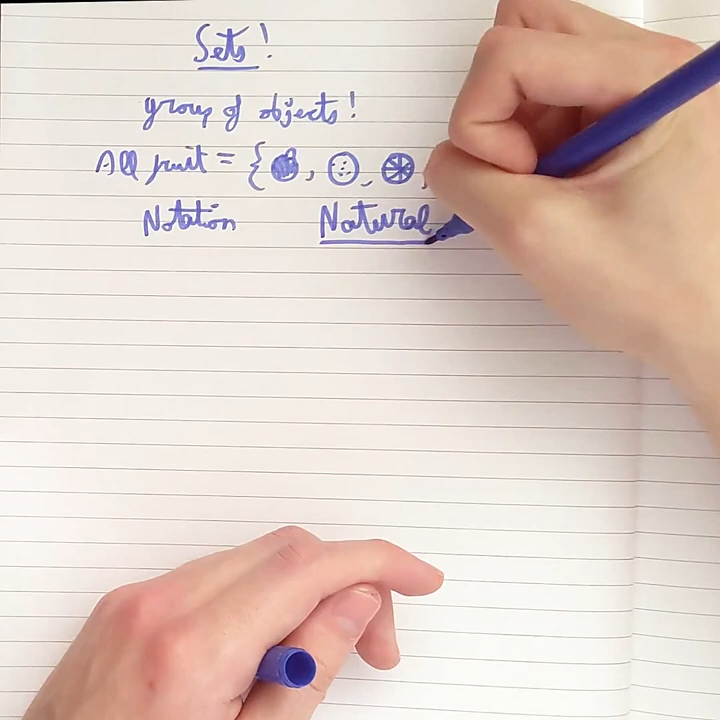 Sets!
group of objects!
All fruit = { , , ,
Notation Natural